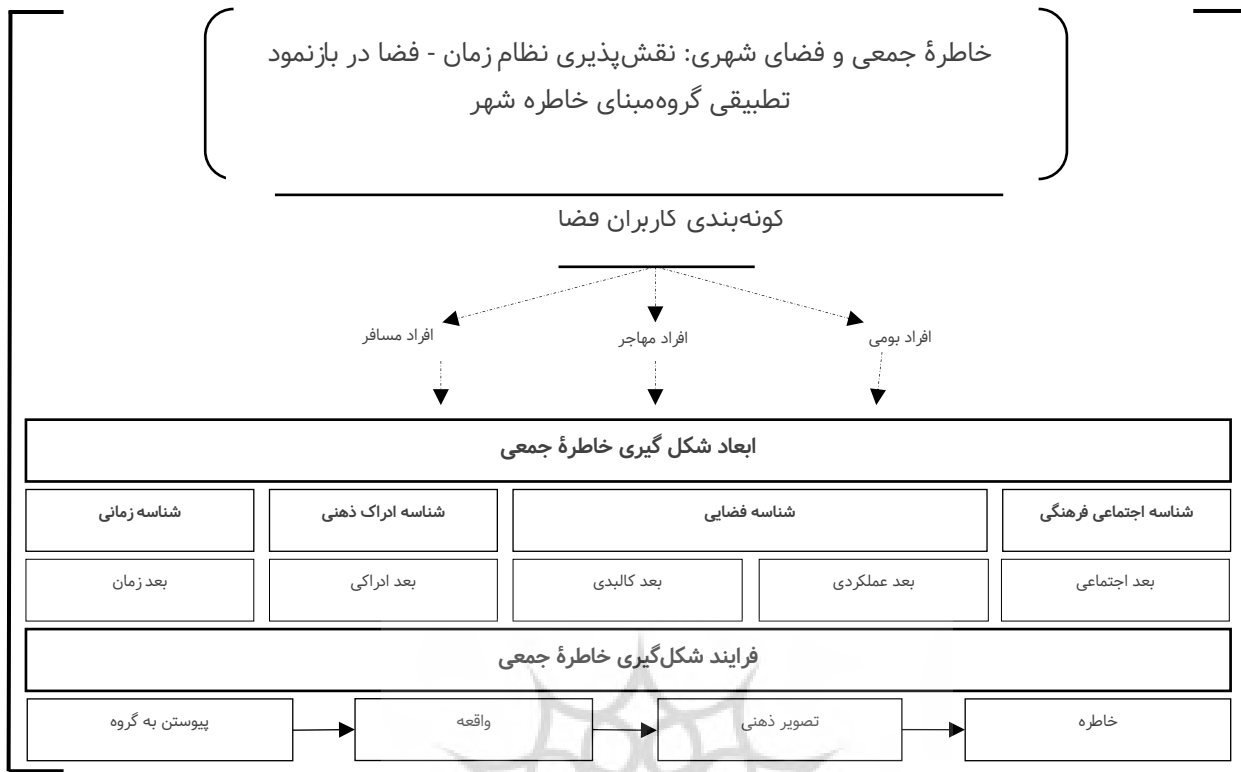 خاطرهٔ جمعی و فضای شهری: نقش‌پذیری نظام زمان - فضا در بازنمود
تطبیقی گروه‌مبنای خاطره شهر
گونه‌بندی کاربران فضا
افراد بومی
افراد مهاجر
افراد مسافر
ابعاد شکل گیری خاطرهٔ جمعی
شناسه اجتماعی فرهنگی
شناسه فضایی
شناسه ادراک ذهنی
شناسه زمانی
بعد اجتماعی
بعد عملکردی
بعد کالبدی
بعد ادراکی
بعد زمان
فرایند شکل‌گیری خاطرهٔ جمعی
پیوستن به گروه
واقعه
تصویر ذهنی
خاطره